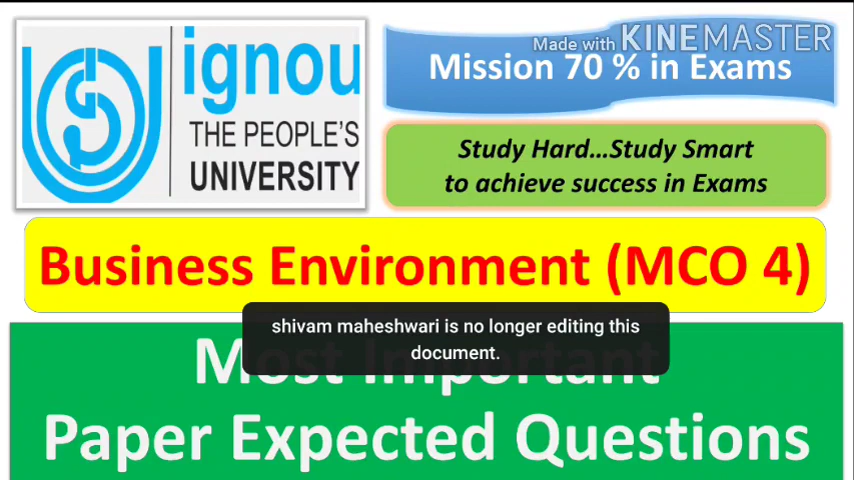 ignou
THE PEOPLE'S
UNIVERSITY
Made with KINEMASTER
Mission 70 % in Exams
Study Hard...Study Smart
to achieve success in Exams
Business Environment (MCO 4)
shivam maheshwari is no longer editing this
document.
Most Important
Paper Expected Questions